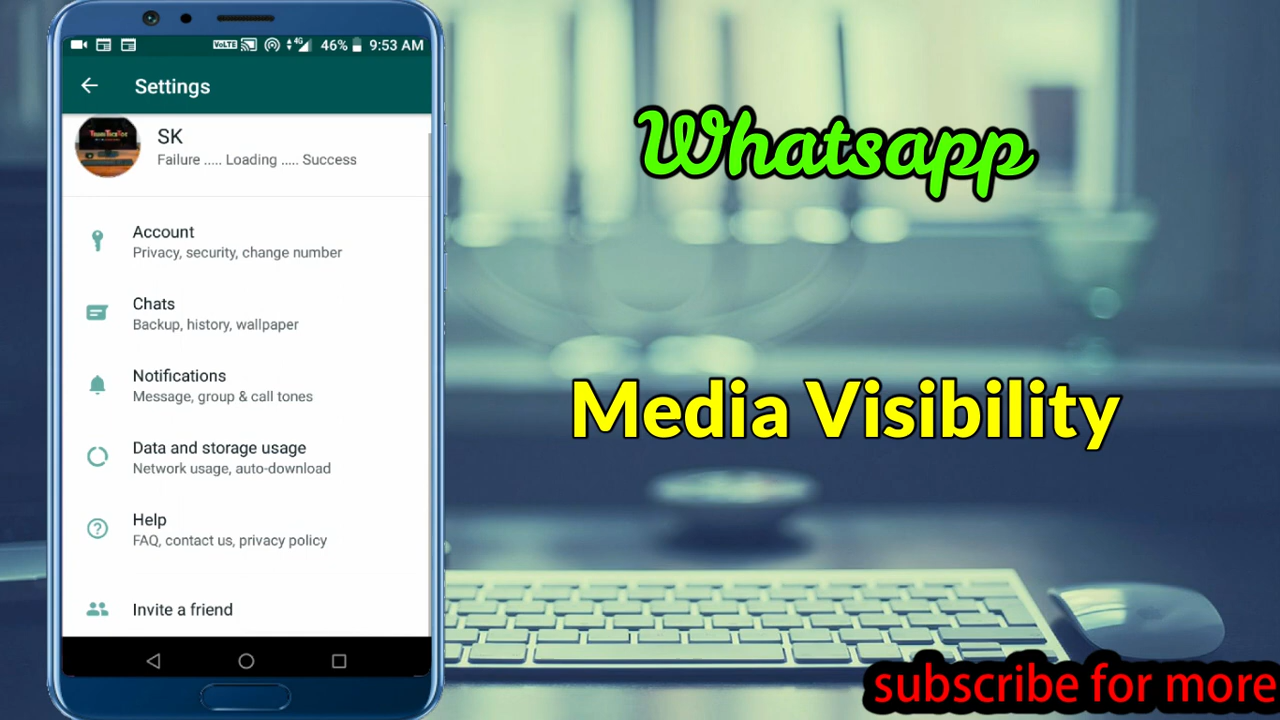 VoLTE 4G 46% 9:53 AM
Settings
SK
Failure ..... Loading ..... Success
Account
Privacy, security, change number
Chats
Backup, history, wallpaper
Notifications
Message, group & call tones
Data and storage usage
Network usage, auto-download
Help
FAQ, contact us, privacy policy
Invite a friend
Whatsapp
Media Visibility
subscribe for more